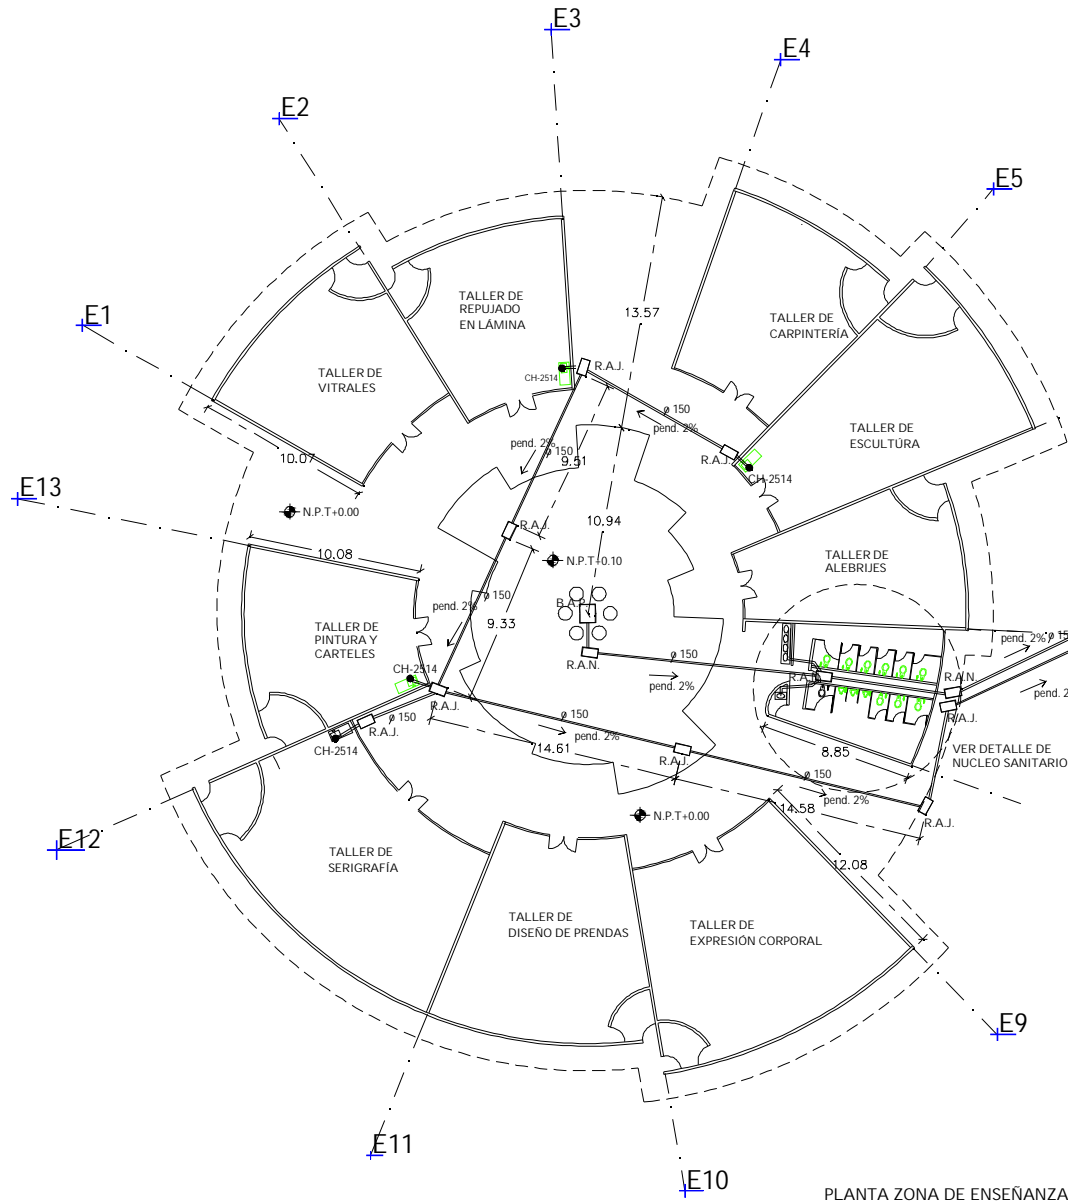 E3
E4
E2
E5
E1
E13
E12
E11
E10
E9
TALLER DE
REPUJADO
EN LÁMINA
TALLER DE
CARPINTERÍA
TALLER DE
VITRALES
TALLER DE
ESCULTÚRA
TALLER DE
ALEBRIJES
TALLER DE
PINTURA Y
CARTELES
TALLER DE
SERIGRAFÍA
TALLER DE
DISEÑO DE PRENDAS
TALLER DE
EXPRESIÓN CORPORAL
13.57
R.A.J.
CH-2514
ø 150
pend. 2%
pend. 2%
ø 150
9.51
R.A.J.
CH-2514
10.07
N.P.T+0.00
R.A.J.
10.94
10.08
N.P.T+0.10
ø 150
pend. 2%
9.33
B.A.P.
R.A.N.
ø 150
pend. 2%
CH-2514
R.A.J.
ø 150
R.A.J.
CH-2514
ø 150
pend. 2%
14.61
R.A.J.
R.A.N.
R.A.J.
pend. 2%
8.85
VER DETALLE DE
NUCLEO SANITARIO
ø 150
pend. 2%
14.58
R.A.J.
N.P.T+0.00
12.08
PLANTA ZONA DE ENSEÑANZA